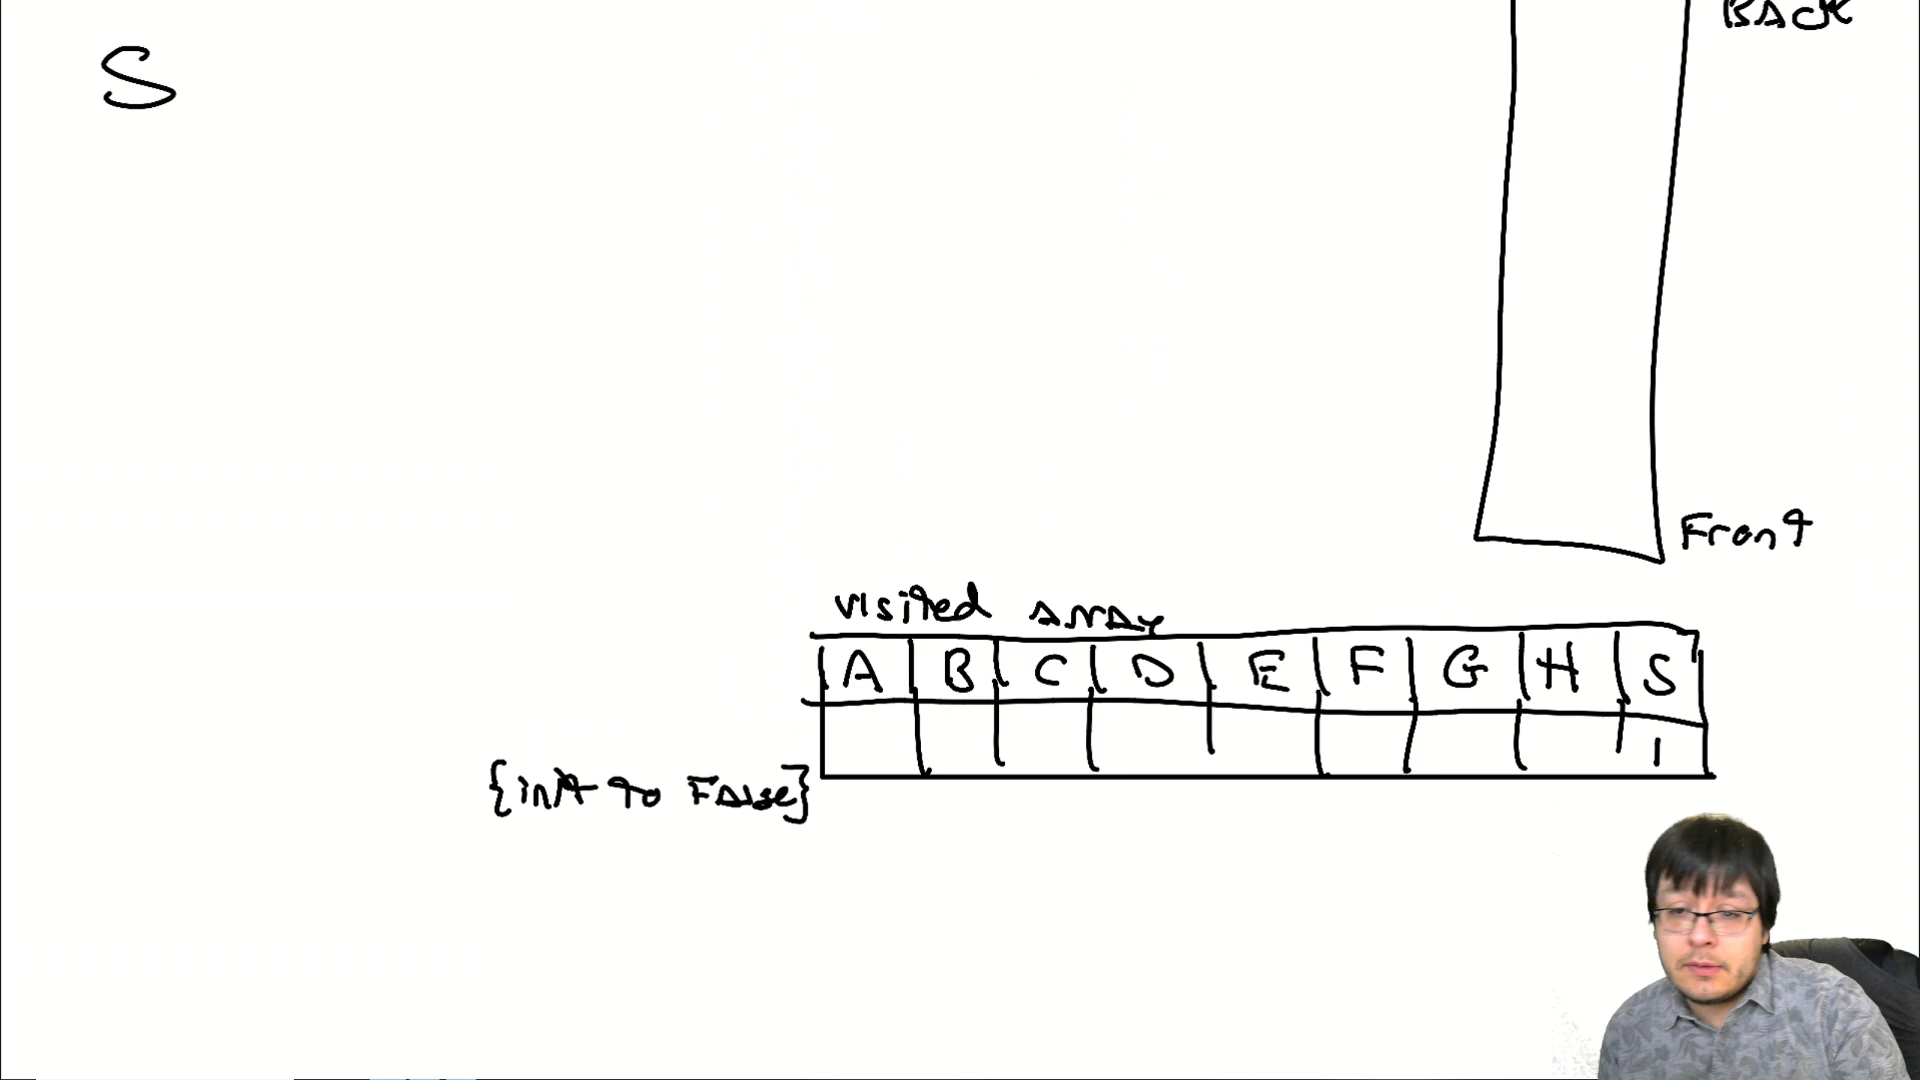 BACK
S
Front
visited array
A B C D E F G H S
1
{init to False}